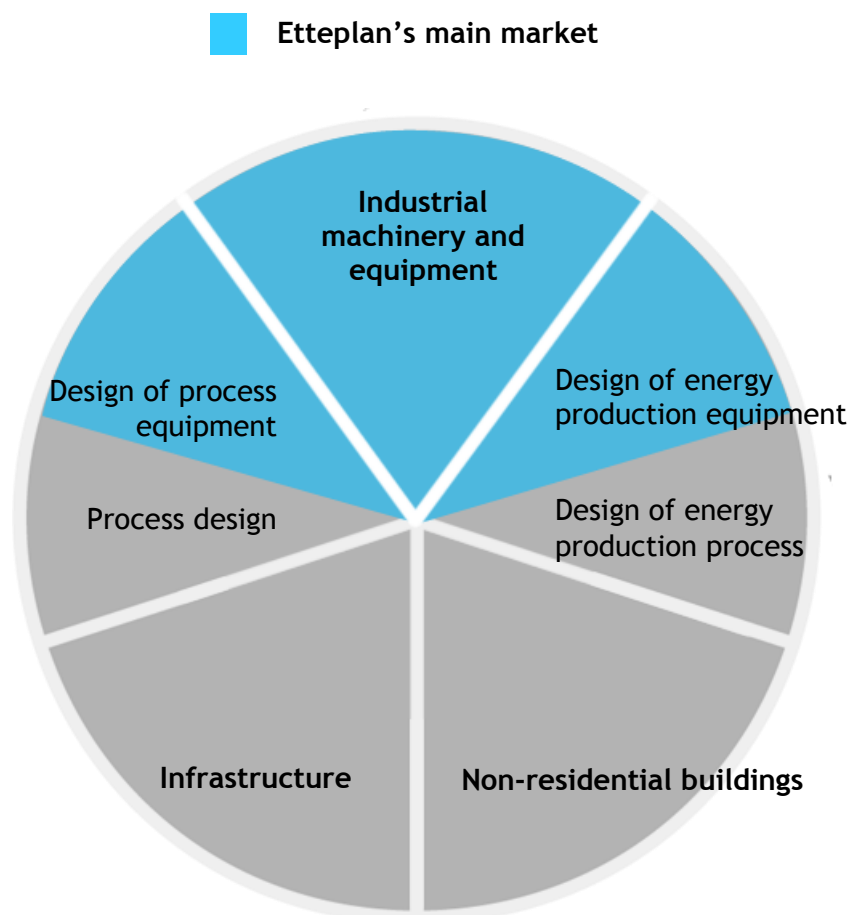 Etteplan’s main market
Industrial
machinery and
equipment
Design of process
equipment
Design of energy
production equipment
Process design
Design of energy
production process
Infrastructure
Non-residential buildings